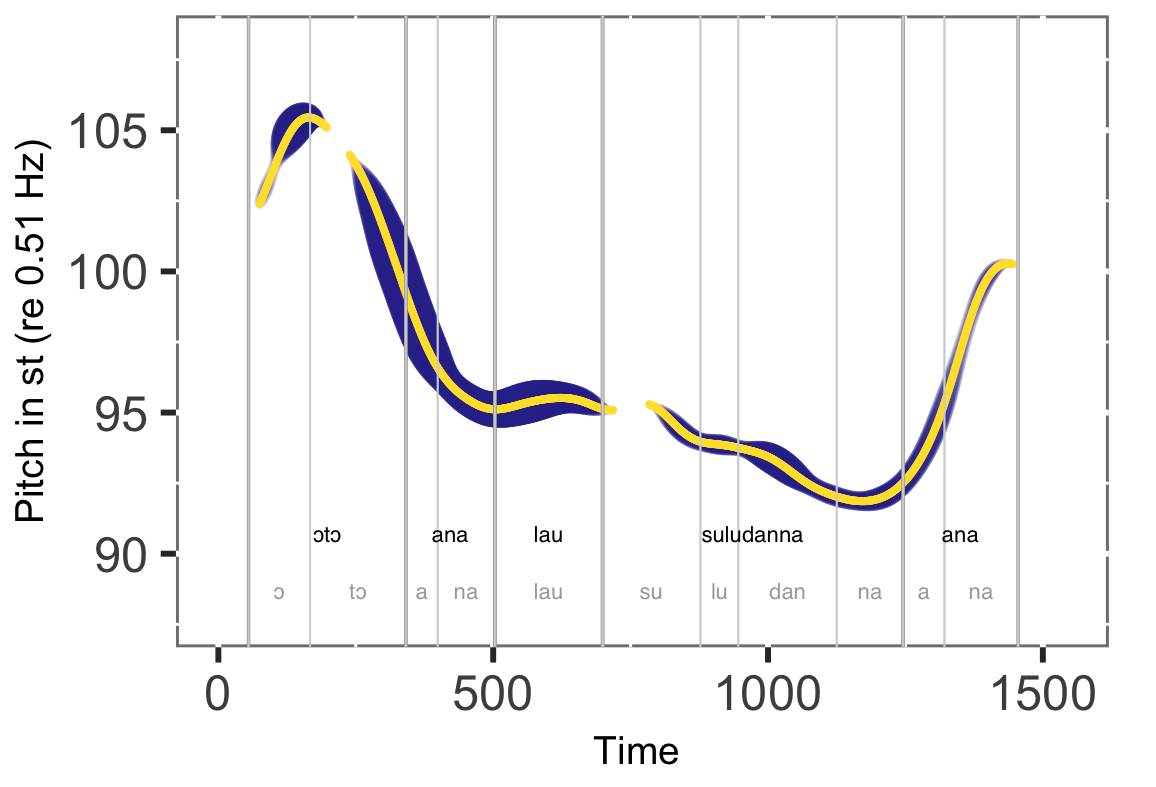 Pitch in st (re 0.51 Hz)
105
100
95
90
ɔtɔ ana lau suludanna ana
ɔ tɔ a na lau su lu dan na a na
0 500 1000 1500
Time